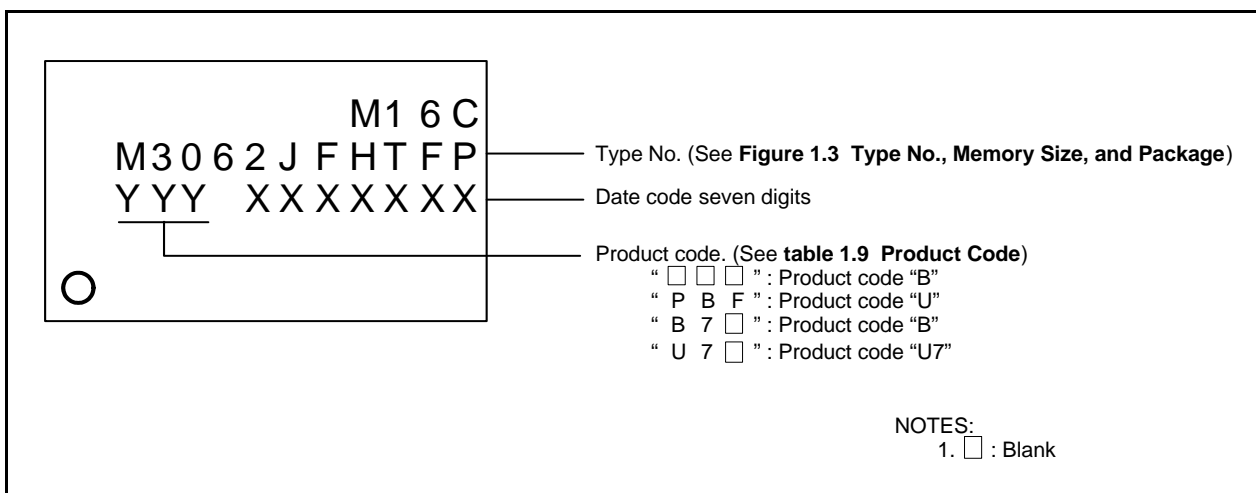 M16C
M3062JFHTFP
Type No. (See Figure 1.3 Type No., Memory Size, and Package)
YYY XXXXXXX
Date code seven digits
Product code. (See table 1.9 Product Code)
“ □ □ □ ” : Product code “B”
“ P B F ” : Product code “U”
“ B 7 □ ” : Product code “B”
“ U 7 □ ” : Product code “U7”
NOTES:
1. □ : Blank